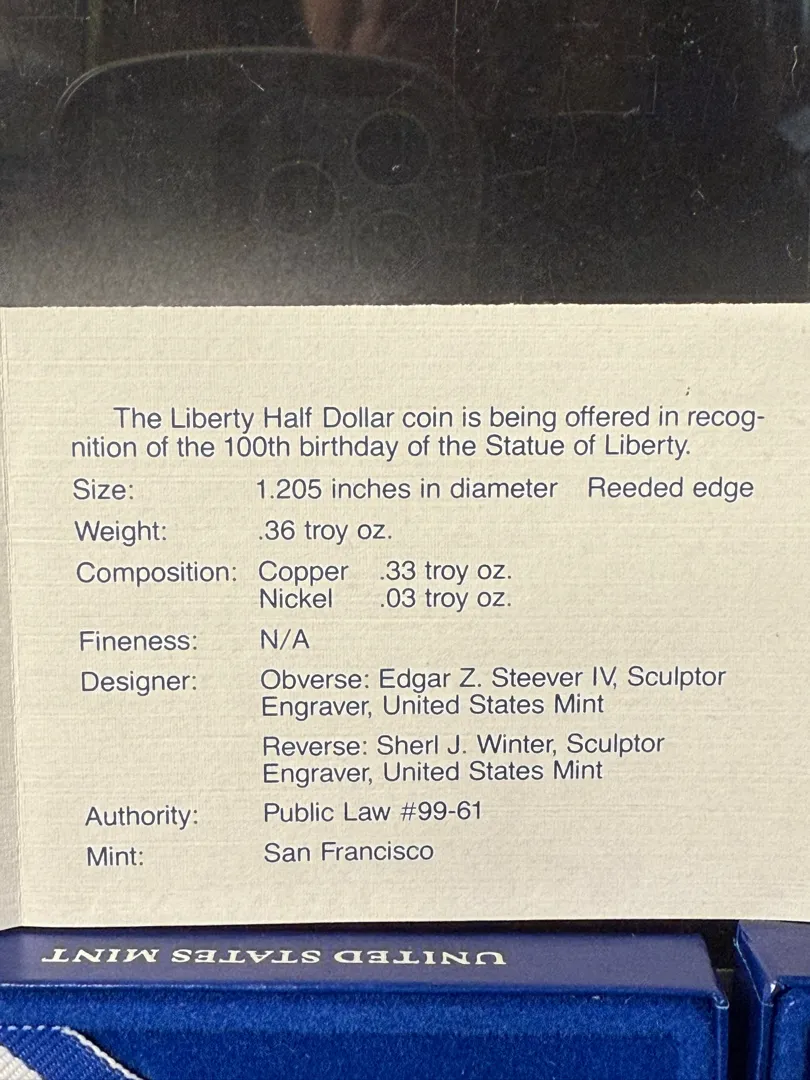 The Liberty Half Dollar coin is being offered in recog-
nition of the 100th birthday of the Statue of Liberty.
Size: 1.205 inches in diameter Reeded edge
Weight: .36 troy oz.
Composition: Copper .33 troy oz.
Nickel .03 troy oz.
Fineness: N/A
Designer: Obverse: Edgar Z. Steever IV, Sculptor
Engraver, United States Mint
Reverse: Sherl J. Winter, Sculptor
Engraver, United States Mint
Authority: Public Law #99-61
Mint: San Francisco
UNITED STATES MINT